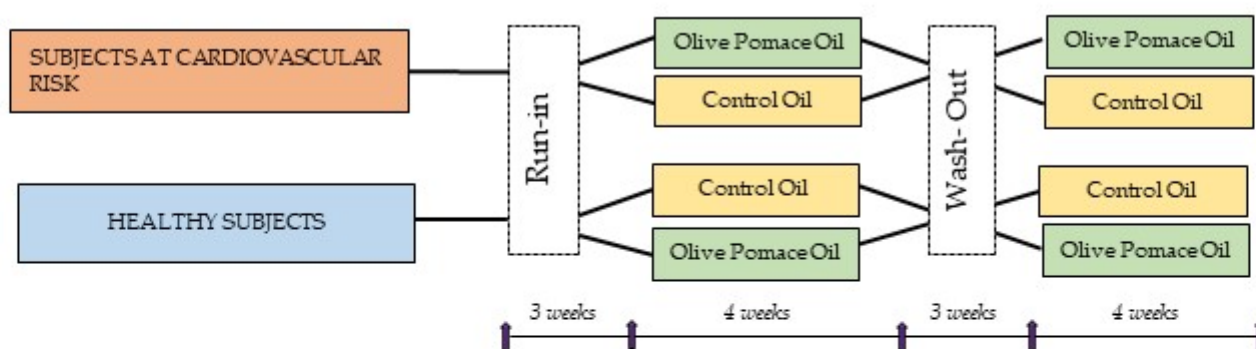 SUBJECTS AT CARDIOVASCULAR
RISK
HEALTHY SUBJECTS
Run-in
Olive Pomace Oil
Control Oil
Control Oil
Olive Pomace Oil
Wash- Out
Olive Pomace Oil
Control Oil
Control Oil
Olive Pomace Oil
3 weeks
4 weeks
3 weeks
4 weeks